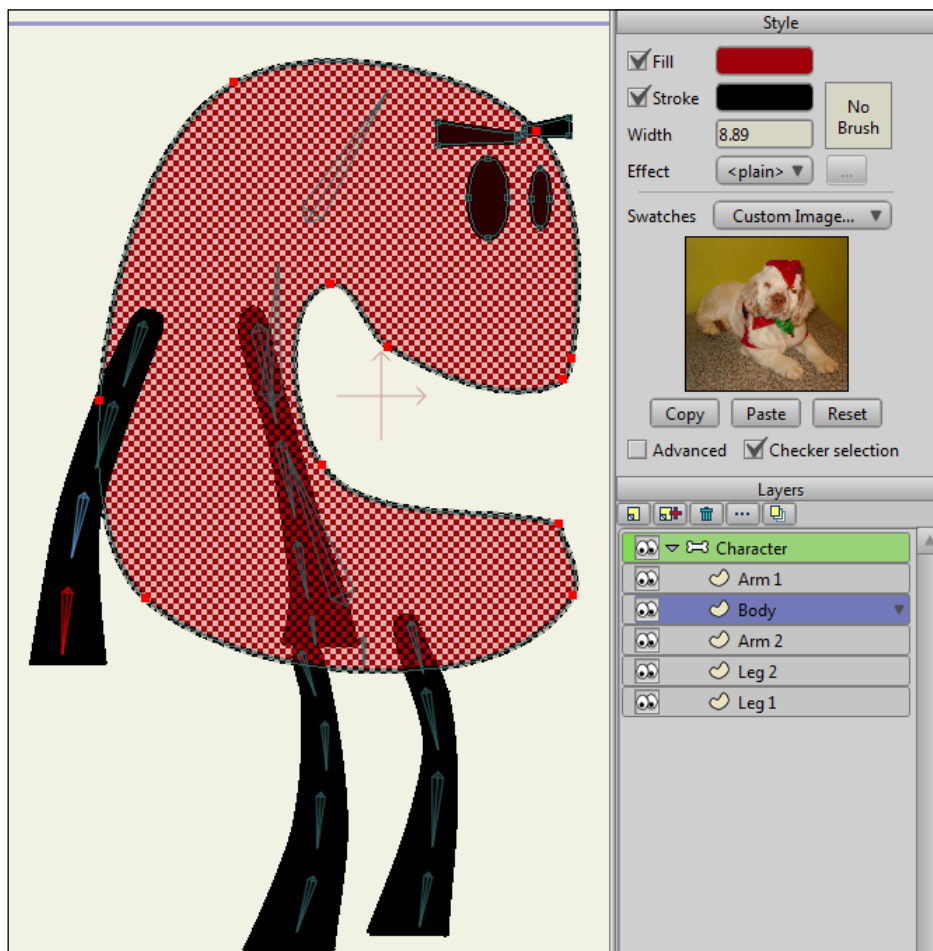 Style
Fill
Stroke
No
Brush
Width 8.89
Effect <plain> ...
Swatches Custom Image...
Copy Paste Reset
Advanced Checker selection
Layers
Character
Arm 1
Body
Arm 2
Leg 2
Leg 1